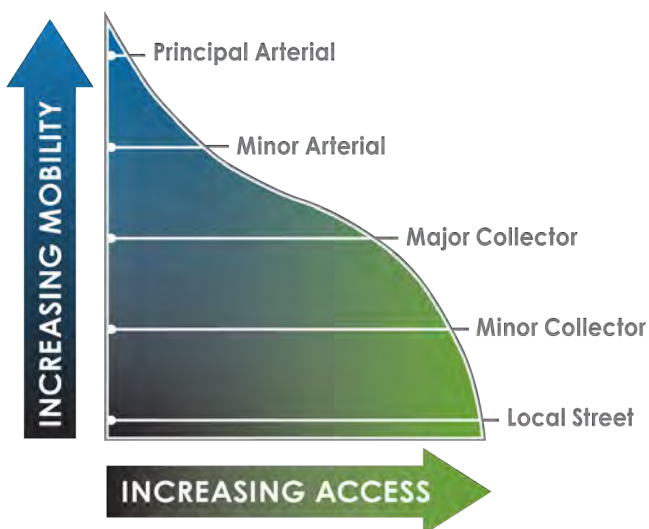 Principal Arterial
Minor Arterial
Major Collector
Minor Collector
Local Street
INCREASING MOBILITY
INCREASING ACCESS